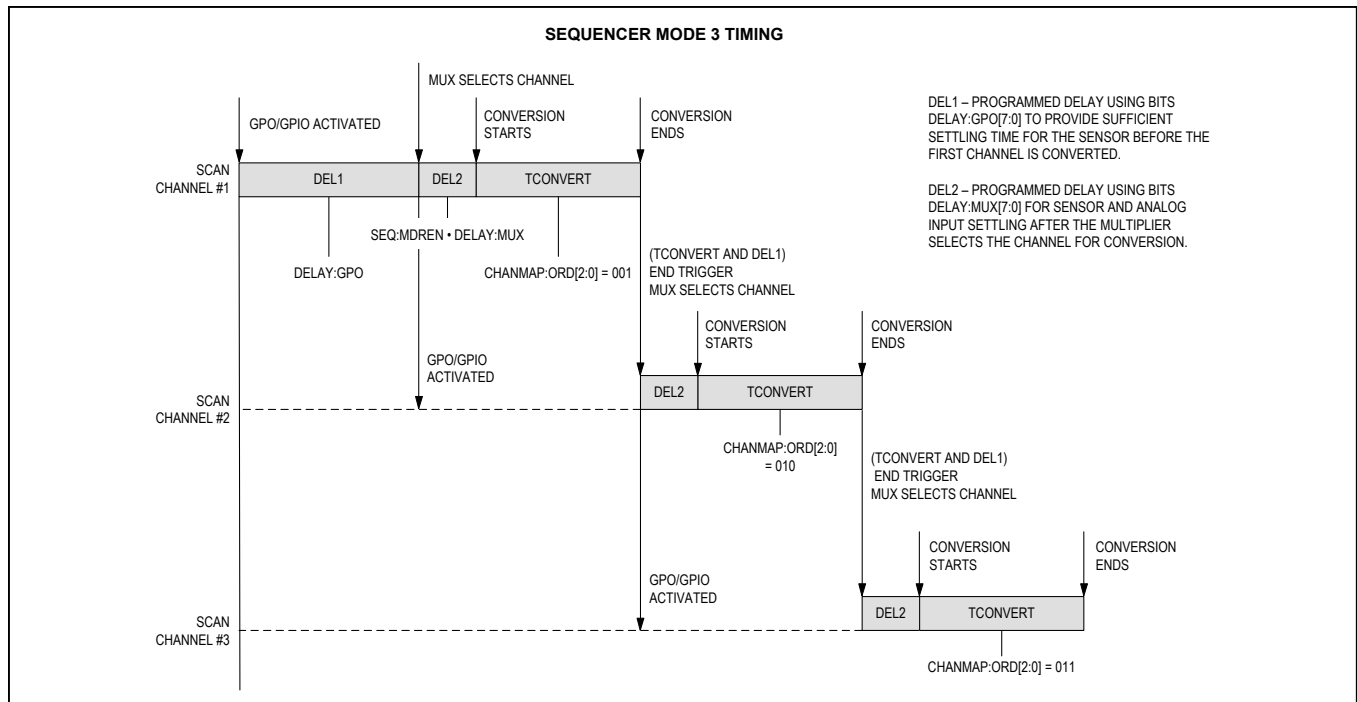 SEQUENCER MODE 3 TIMING
MUX SELECTS CHANNEL
GPO/GPIO ACTIVATED
CONVERSION
STARTS
CONVERSION
ENDS
DEL1 – PROGRAMMED DELAY USING BITS
DELAY:GPO[7:0] TO PROVIDE SUFFICIENT
SETTLING TIME FOR THE SENSOR BEFORE THE
FIRST CHANNEL IS CONVERTED.
DEL2 – PROGRAMMED DELAY USING BITS
DELAY:MUX[7:0] FOR SENSOR AND ANALOG
INPUT SETTLING AFTER THE MULTIPLIER
SELECTS THE CHANNEL FOR CONVERSION.
SCAN
CHANNEL #1
DEL1
DEL2
TCONVERT
SEQ:MDREN • DELAY:MUX
DELAY:GPO
CHANMAP:ORD[2:0] = 001
(TCONVERT AND DEL1)
END TRIGGER
MUX SELECTS CHANNEL
CONVERSION
STARTS
CONVERSION
ENDS
GPO/GPIO
ACTIVATED
SCAN
CHANNEL #2
DEL2
TCONVERT
CHANMAP:ORD[2:0]
= 010
(TCONVERT AND DEL1)
END TRIGGER
MUX SELECTS CHANNEL
CONVERSION
STARTS
CONVERSION
ENDS
GPO/GPIO
ACTIVATED
SCAN
CHANNEL #3
DEL2
TCONVERT
CHANMAP:ORD[2:0] = 011